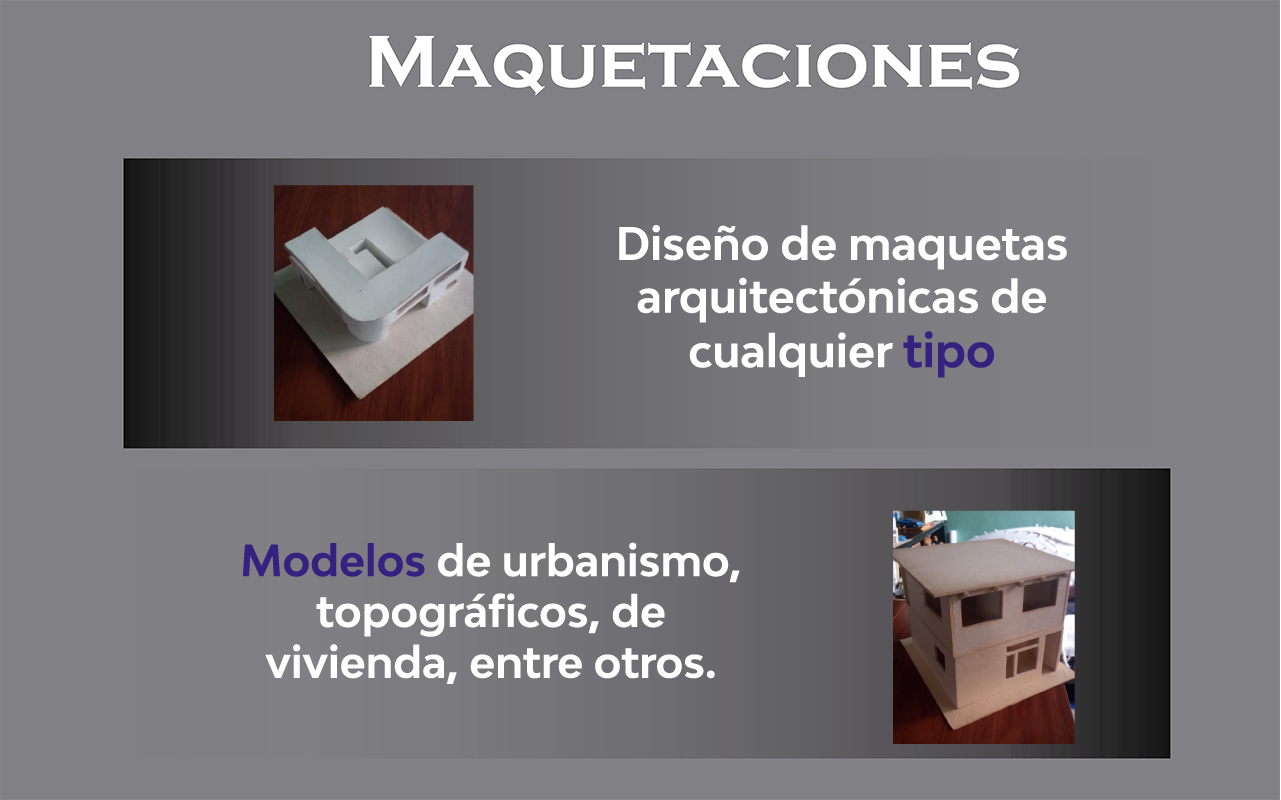 MAQUETACIONES
Diseño de maquetas
arquitectónicas de
cualquier tipo
Modelos de urbanismo,
topográficos, de
vivienda, entre otros.